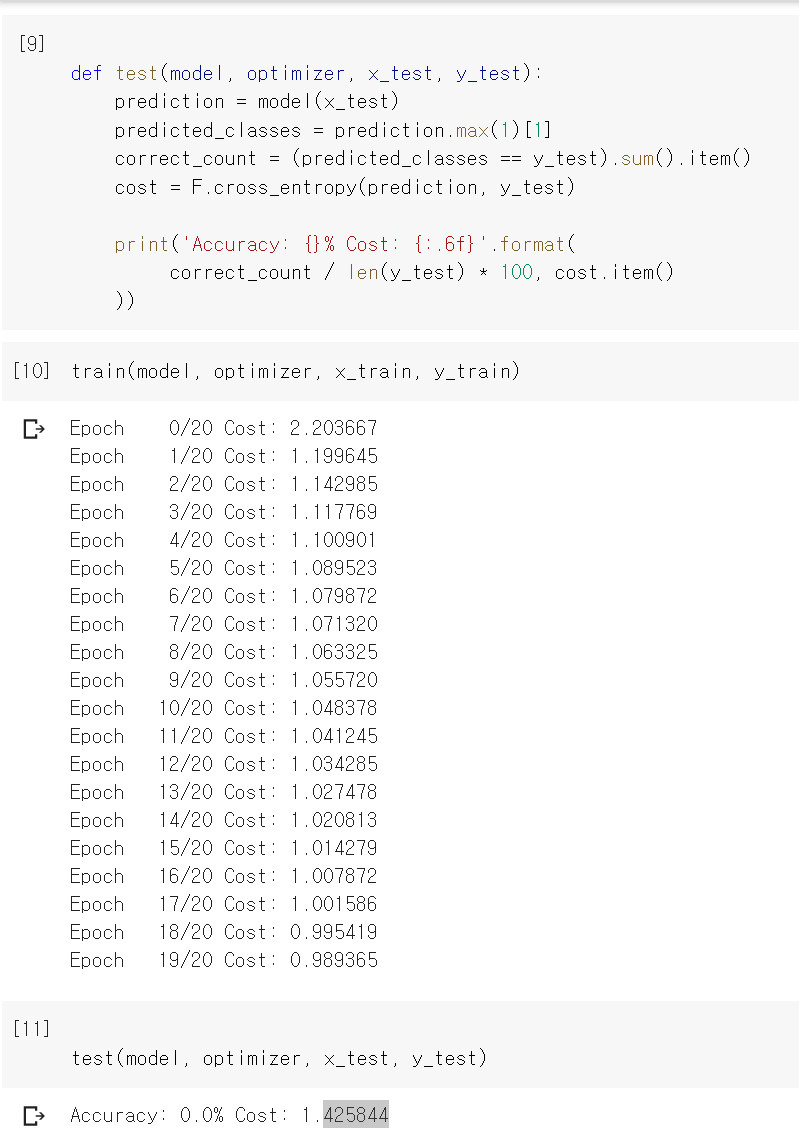 [9]
def test(model, optimizer, x_test, y_test):
    prediction = model(x_test)
    predicted_classes = prediction.max(1)[1]
    correct_count = (predicted_classes == y_test).sum().item()
    cost = F.cross_entropy(prediction, y_test)
    print('Accuracy: {}% Cost: {:.6f}'.format(
         correct_count / len(y_test) * 100, cost.item()
    ))
[10] train(model, optimizer, x_train, y_train)
Epoch    0/20 Cost: 2.203667
Epoch    1/20 Cost: 1.199645
Epoch    2/20 Cost: 1.142985
Epoch    3/20 Cost: 1.117769
Epoch    4/20 Cost: 1.100901
Epoch    5/20 Cost: 1.089523
Epoch    6/20 Cost: 1.079872
Epoch    7/20 Cost: 1.071320
Epoch    8/20 Cost: 1.063325
Epoch    9/20 Cost: 1.055720
Epoch   10/20 Cost: 1.048378
Epoch   11/20 Cost: 1.041245
Epoch   12/20 Cost: 1.034285
Epoch   13/20 Cost: 1.027478
Epoch   14/20 Cost: 1.020813
Epoch   15/20 Cost: 1.014279
Epoch   16/20 Cost: 1.007872
Epoch   17/20 Cost: 1.001586
Epoch   18/20 Cost: 0.995419
Epoch   19/20 Cost: 0.989365
[11]
test(model, optimizer, x_test, y_test)
Accuracy: 0.0% Cost: 1.425844